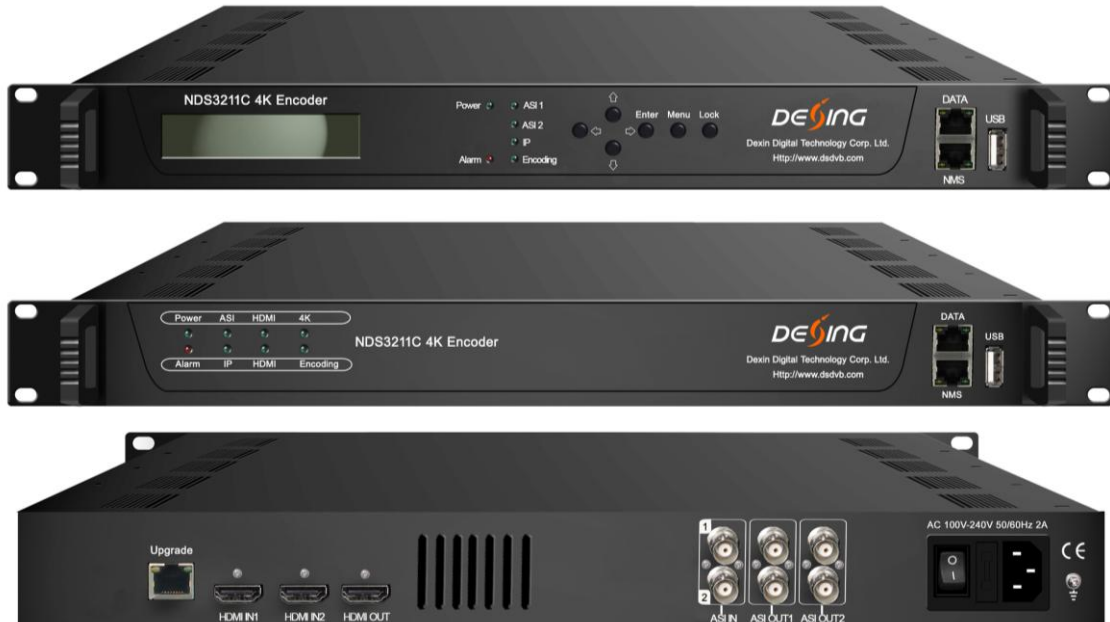 NDS3211C 4K Encoder
Power ASI 1
ASI 2
IP
Alarm Encoding
Enter Menu Lock
DEXING
Dexin Digital Technology Corp. Ltd.
Http://www.dsdvb.com
DATA
USB
NMS
Power ASI HDMI 4K
Alarm IP HDMI Encoding
NDS3211C 4K Encoder
DEXING
Dexin Digital Technology Corp. Ltd.
Http://www.dsdvb.com
DATA
USB
NMS
Upgrade
HDMI IN1 HDMI IN2 HDMI OUT
1
2
ASI IN ASI OUT1 ASI OUT2
AC 100V-240V 50/60Hz 2A
O
I
CE